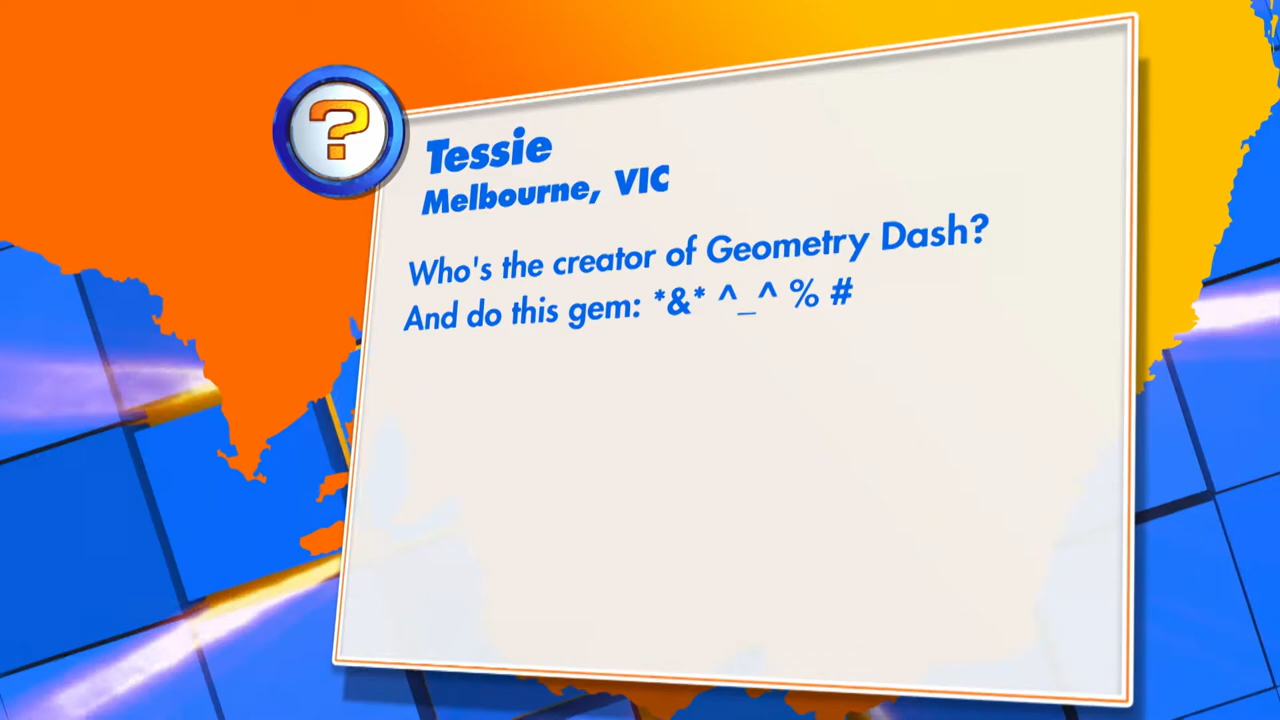 ?
Tessie
Melbourne, VIC
Who's the creator of Geometry Dash?
And do this gem: *&* ^_^ % #